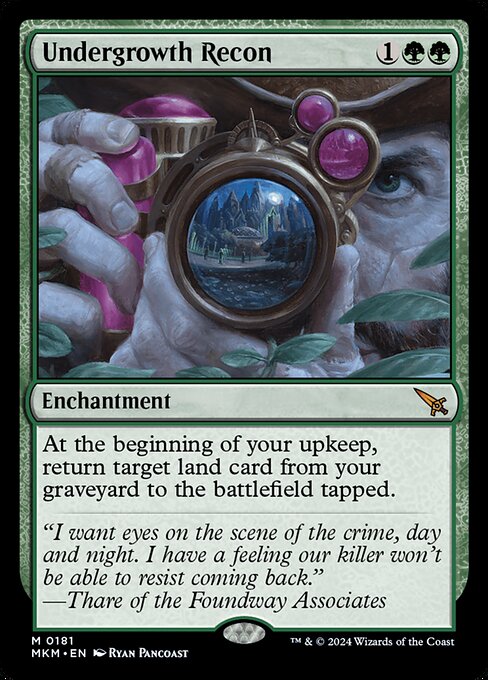 Undergrowth Recon 1
Enchantment
At the beginning of your upkeep,
return target land card from your
graveyard to the battlefield tapped.
“I want eyes on the scene of the crime, day
and night. I have a feeling our killer won’t
be able to resist coming back.”
—Thare of the Foundway Associates
M 0181
MKM • EN Ryan Pancoast
™ & © 2024 Wizards of the Coast